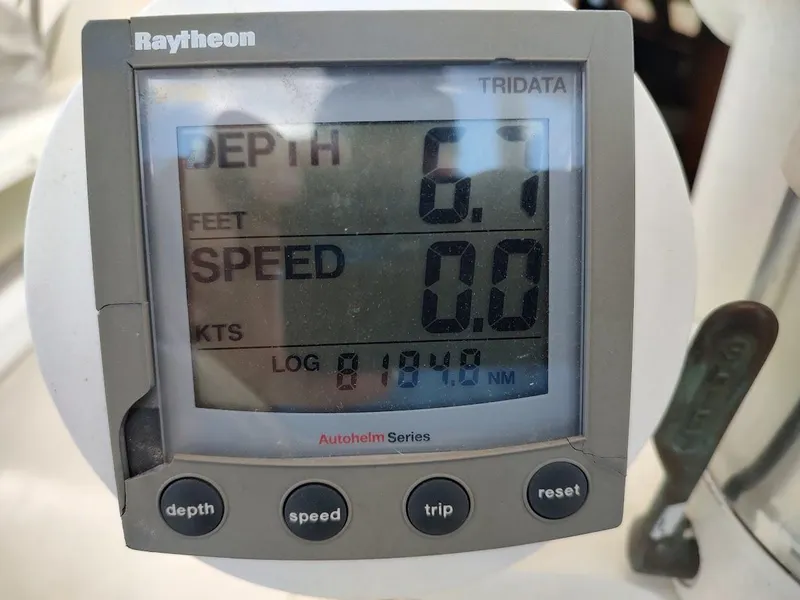 Raytheon
TRIDATA
DEPTH 6.7
FEET
SPEED 0.0
KTS
LOG 8184.8 NM
Autohelm Series
depth speed trip reset